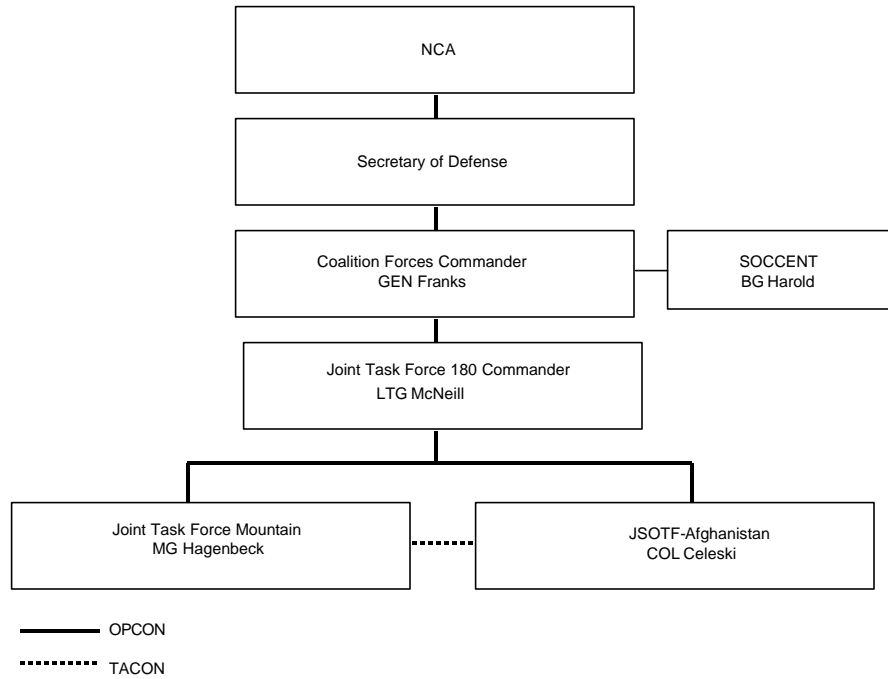 NCA
Secretary of Defense
Coalition Forces Commander
GEN Franks
SOCCENT
BG Harold
Joint Task Force 180 Commander
LTG McNeill
Joint Task Force Mountain
MG Hagenbeck
JSOTF-Afghanistan
COL Celeski
OPCON
TACON